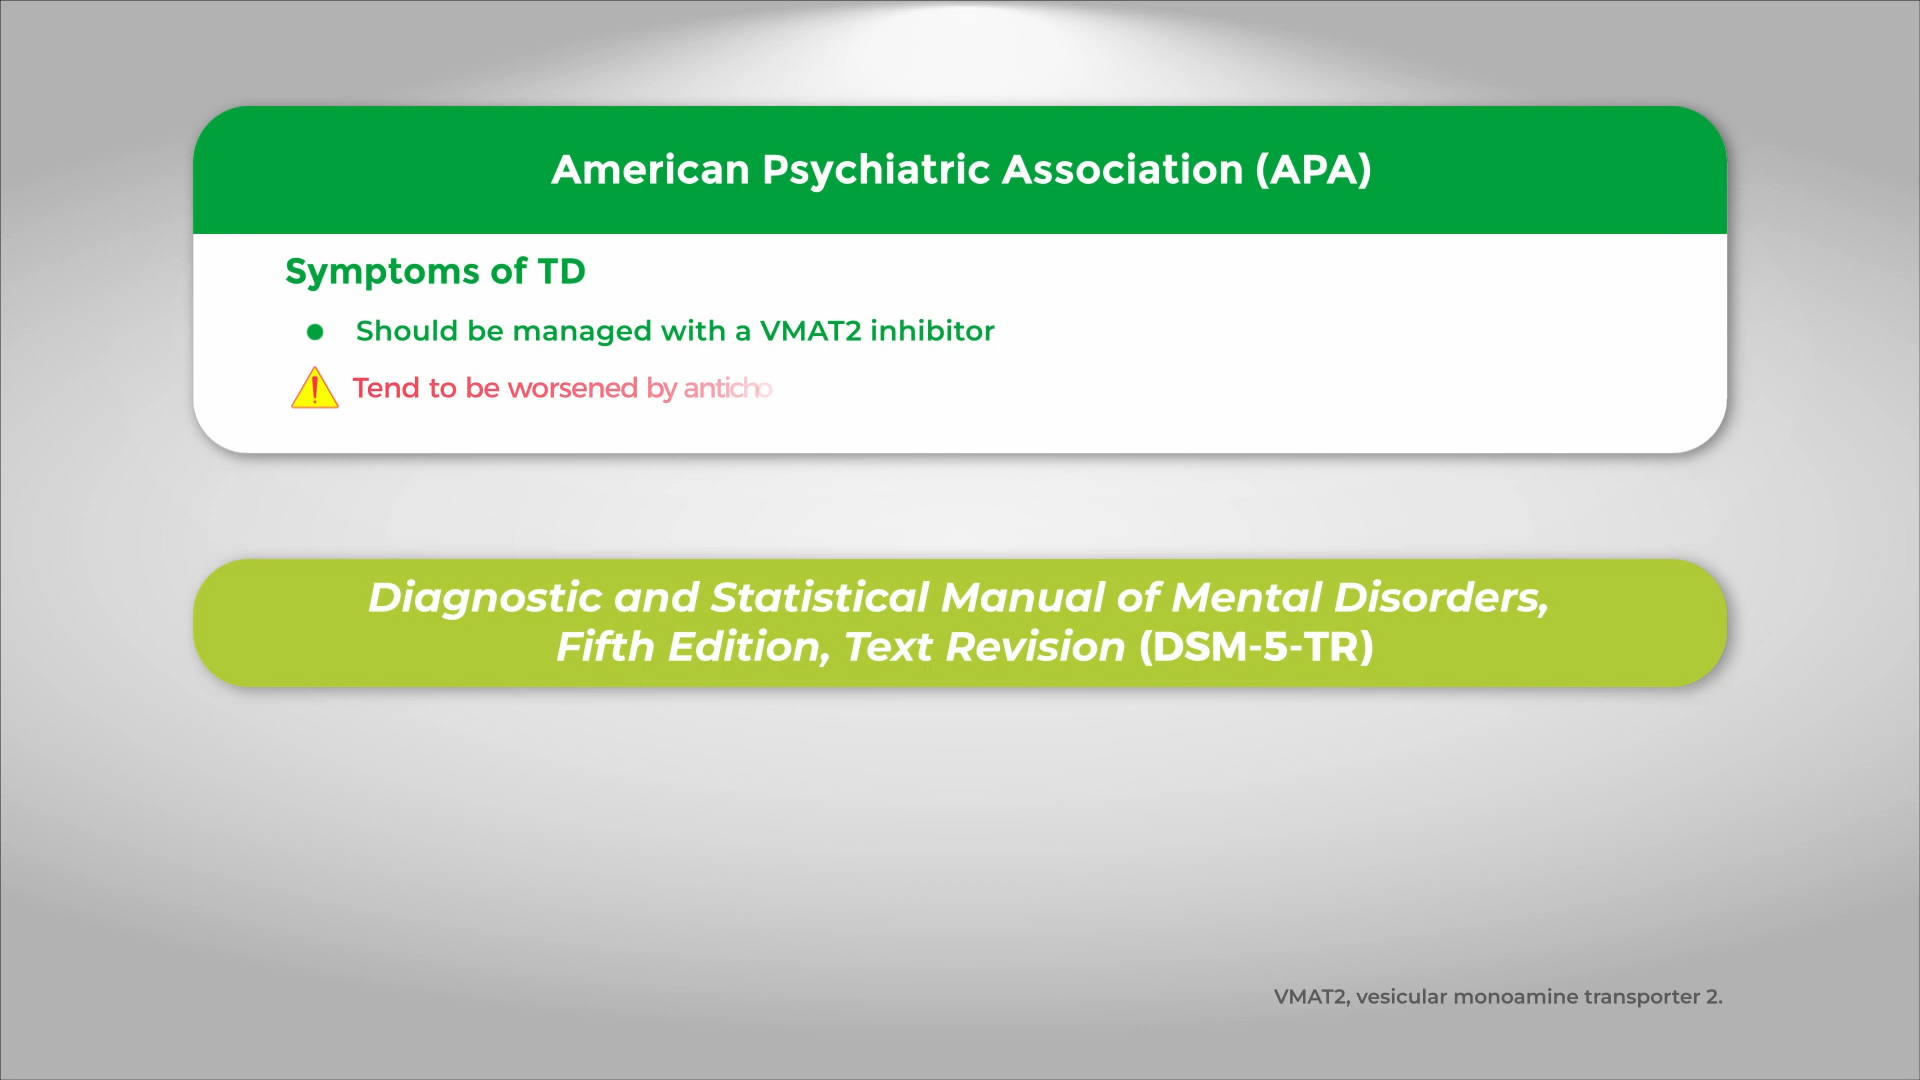 American Psychiatric Association (APA)
Symptoms of TD
Should be managed with a VMAT2 inhibitor
Tend to be worsened by anticho
Diagnostic and Statistical Manual of Mental Disorders,
Fifth Edition, Text Revision (DSM-5-TR)
VMAT2, vesicular monoamine transporter 2.